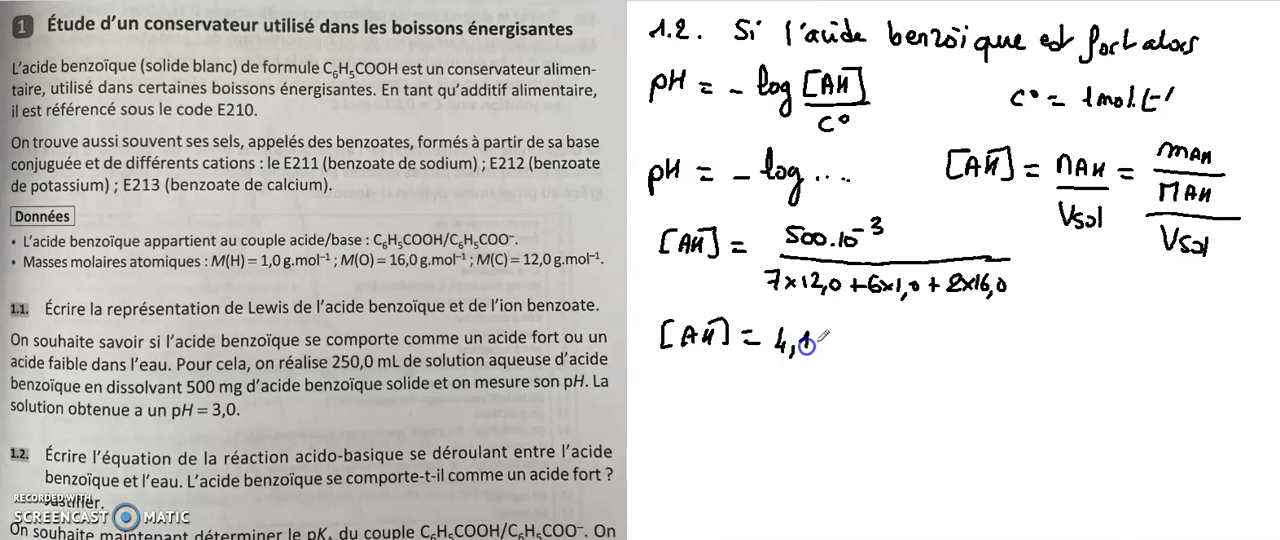 1 Étude d'un conservateur utilisé dans les boissons énergisantes
L'acide benzoïque (solide blanc) de formule C₆H₅COOH est un conservateur alimen-
taire, utilisé dans certaines boissons énergisantes. En tant qu'additif alimentaire,
il est référencé sous le code E210.
On trouve aussi souvent ses sels, appelés des benzoates, formés à partir de sa base
conjuguée et de différents cations : le E211 (benzoate de sodium) ; E212 (benzoate
de potassium) ; E213 (benzoate de calcium).
Données
• L'acide benzoïque appartient au couple acide/base : C₆H₅COOH/C₆H₅COO⁻.
• Masses molaires atomiques : M(H) = 1,0 g.mol⁻¹ ; M(O) = 16,0 g.mol⁻¹ ; M(C) = 12,0 g.mol⁻¹.
1.1. Écrire la représentation de Lewis de l'acide benzoïque et de l'ion benzoate.
On souhaite savoir si l'acide benzoïque se comporte comme un acide fort ou un
acide faible dans l'eau. Pour cela, on réalise 250,0 mL de solution aqueuse d'acide
benzoïque en dissolvant 500 mg d'acide benzoïque solide et on mesure son pH. La
solution obtenue a un pH = 3,0.
1.2. Écrire l'équation de la réaction acido-basique se déroulant entre l'acide
benzoïque et l'eau. L'acide benzoïque se comporte-t-il comme un acide fort ?
RECORDED WITH
SCREENCAST MATIC
On souhaite maintenant déterminer le pKₐ du couple C₆H₅COOH/C₆H₅COO⁻. On
1.2. Si l'acide benzoïque est fort alors
pH = - log [AH] / C°
C° = 1 mol.L⁻¹
pH = - log ....
[AH] = nAH / Vsol = mAH / MAH / Vsol
[AH] = 500.10⁻³ / 7×12,0 + 6×1,0 + 2×16,0
[AH] = 4,1